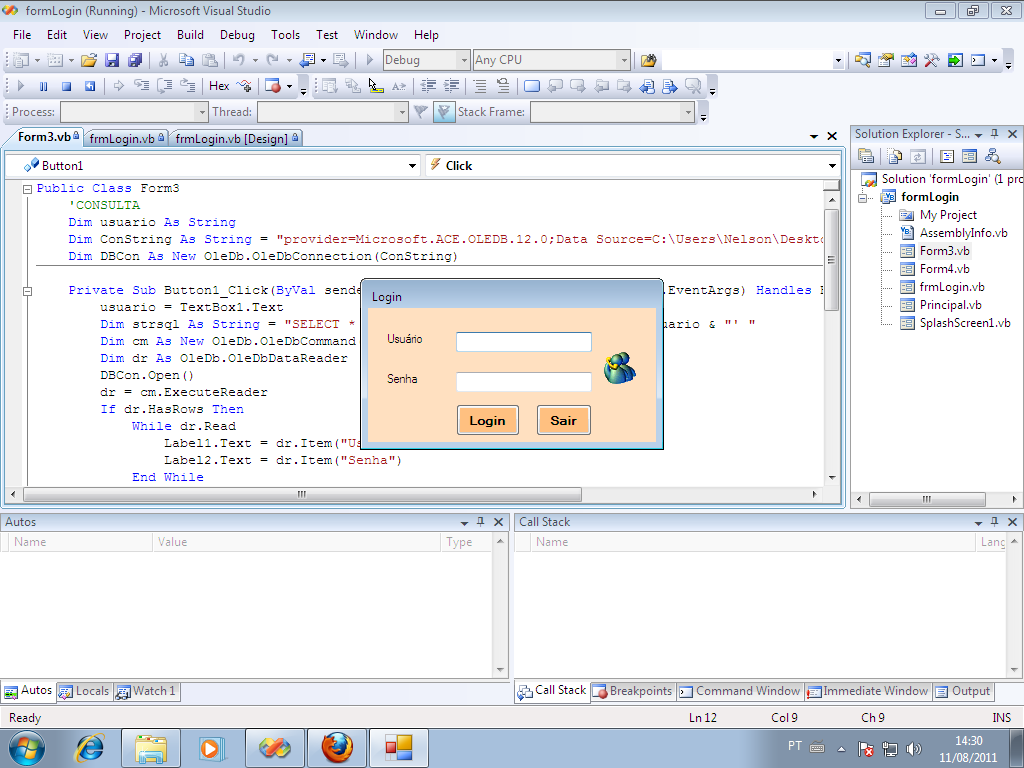 formLogin (Running) - Microsoft Visual Studio
File Edit View Project Build Debug Tools Test Window Help
Debug Any CPU
Hex
Process: Thread: Stack Frame:
Form3.vb frmLogin.vb frmLogin.vb [Design]
Button1 Click
Public Class Form3
'CONSULTA
Dim usuario As String
Dim ConString As String = "provider=Microsoft.ACE.OLEDB.12.0;Data Source=C:\Users\Nelson\Deskto
Dim DBCon As New OleDb.OleDbConnection(ConString)
Private Sub Button1_Click(ByVal sende .EventArgs) Handles
usuario = TextBox1.Text
Dim strsql As String = "SELECT * uario & "' "
Dim cm As New OleDb.OleDbCommand
Dim dr As OleDb.OleDbDataReader
DBCon.Open()
dr = cm.ExecuteReader
If dr.HasRows Then
While dr.Read
Label1.Text = dr.Item("Us
Label2.Text = dr.Item("Senha")
End While
Login
Usuário
Senha
Login Sair
Solution Explorer - S...
Solution 'formLogin' (1 pro
formLogin
My Project
AssemblyInfo.vb
Form3.vb
Form4.vb
frmLogin.vb
Principal.vb
SplashScreen1.vb
Autos
Name Value Type
Call Stack
Name Lang
Autos Locals Watch 1
Call Stack Breakpoints Command Window Immediate Window Output
Ready Ln 12 Col 9 Ch 9 INS
PT 14:30
11/08/2011